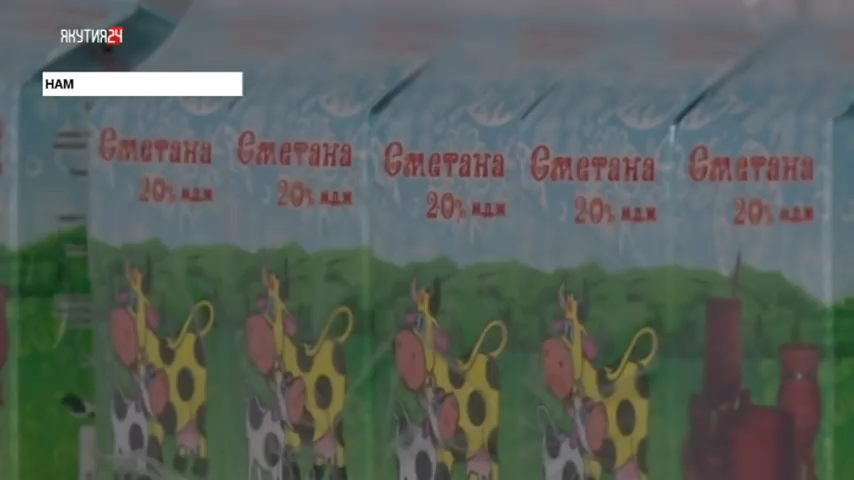 ЯКУТИЯ24
НАМ
Сметана Сметана Сметана Сметана Сметана
20% м.д.ж 20% м.д.ж 20% м.д.ж 20% м.д.ж 20% м.д.ж